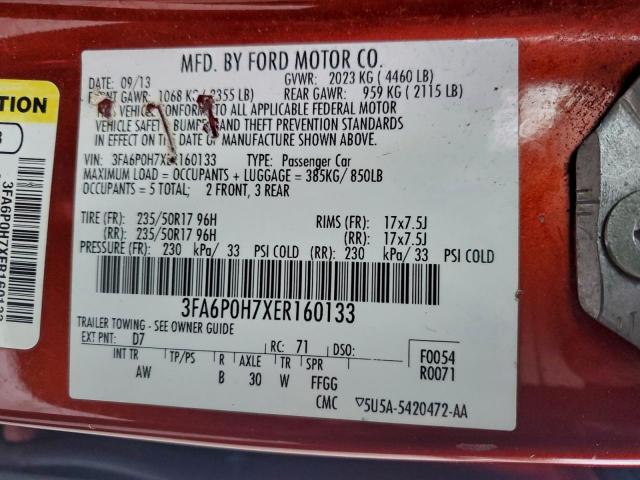 MFD. BY FORD MOTOR CO.
DATE: 09/13 GVWR: 2023 KG ( 4460 LB)
GAWR: 1068 2355 LB) REAR GAWR: 959 KG ( 2115 LB)
VEHICLE CONFORMS TO ALL APPLICABLE FEDERAL MOTOR
VEHICLE SAFETY BUMPER AND THEFT PREVENTION STANDARDS
IN EFFECT ON THE DATE OF MANUFACTURE SHOWN ABOVE.
VIN: 3FA6P0H7XER160133 TYPE: Passenger Car
MAXIMUM LOAD = OCCUPANTS + LUGGAGE = 385KG/ 850LB
OCCUPANTS = 5 TOTAL; 2 FRONT, 3 REAR
TIRE (FR): 235/50R17 96H RIMS (FR): 17x7.5J
(RR): 235/50R17 96H (RR): 17x7.5J
PRESSURE (FR): 230 kPa/ 33 PSI COLD (RR): 230 kPa/ 33 PSI COLD
3FA6P0H7XER160133
TRAILER TOWING - SEE OWNER GUIDE
EXT PNT: D7 RC: 71 DSO: F0054
INT TR TP/PS R AXLE TR SPR R0071
AW B 30 W FFGG
CMC ▽5U5A-5420472-AA
TION
3
3FA6P0H7XER160133